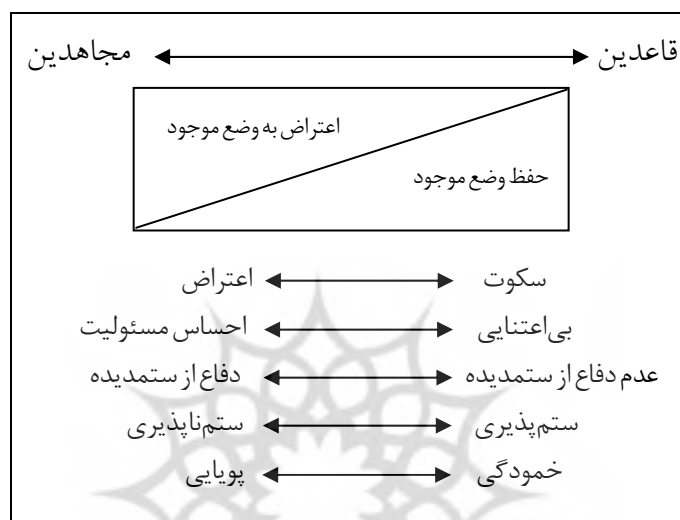 قاعدین مجاهدین
اعتراض به وضع موجود
حفظ وضع موجود
سکوت اعتراض
بی‌اعتنایی احساس مسئولیت
عدم دفاع از ستمدیده دفاع از ستمدیده
ستم‌پذیری ستم‌ناپذیری
خمودگی پویایی